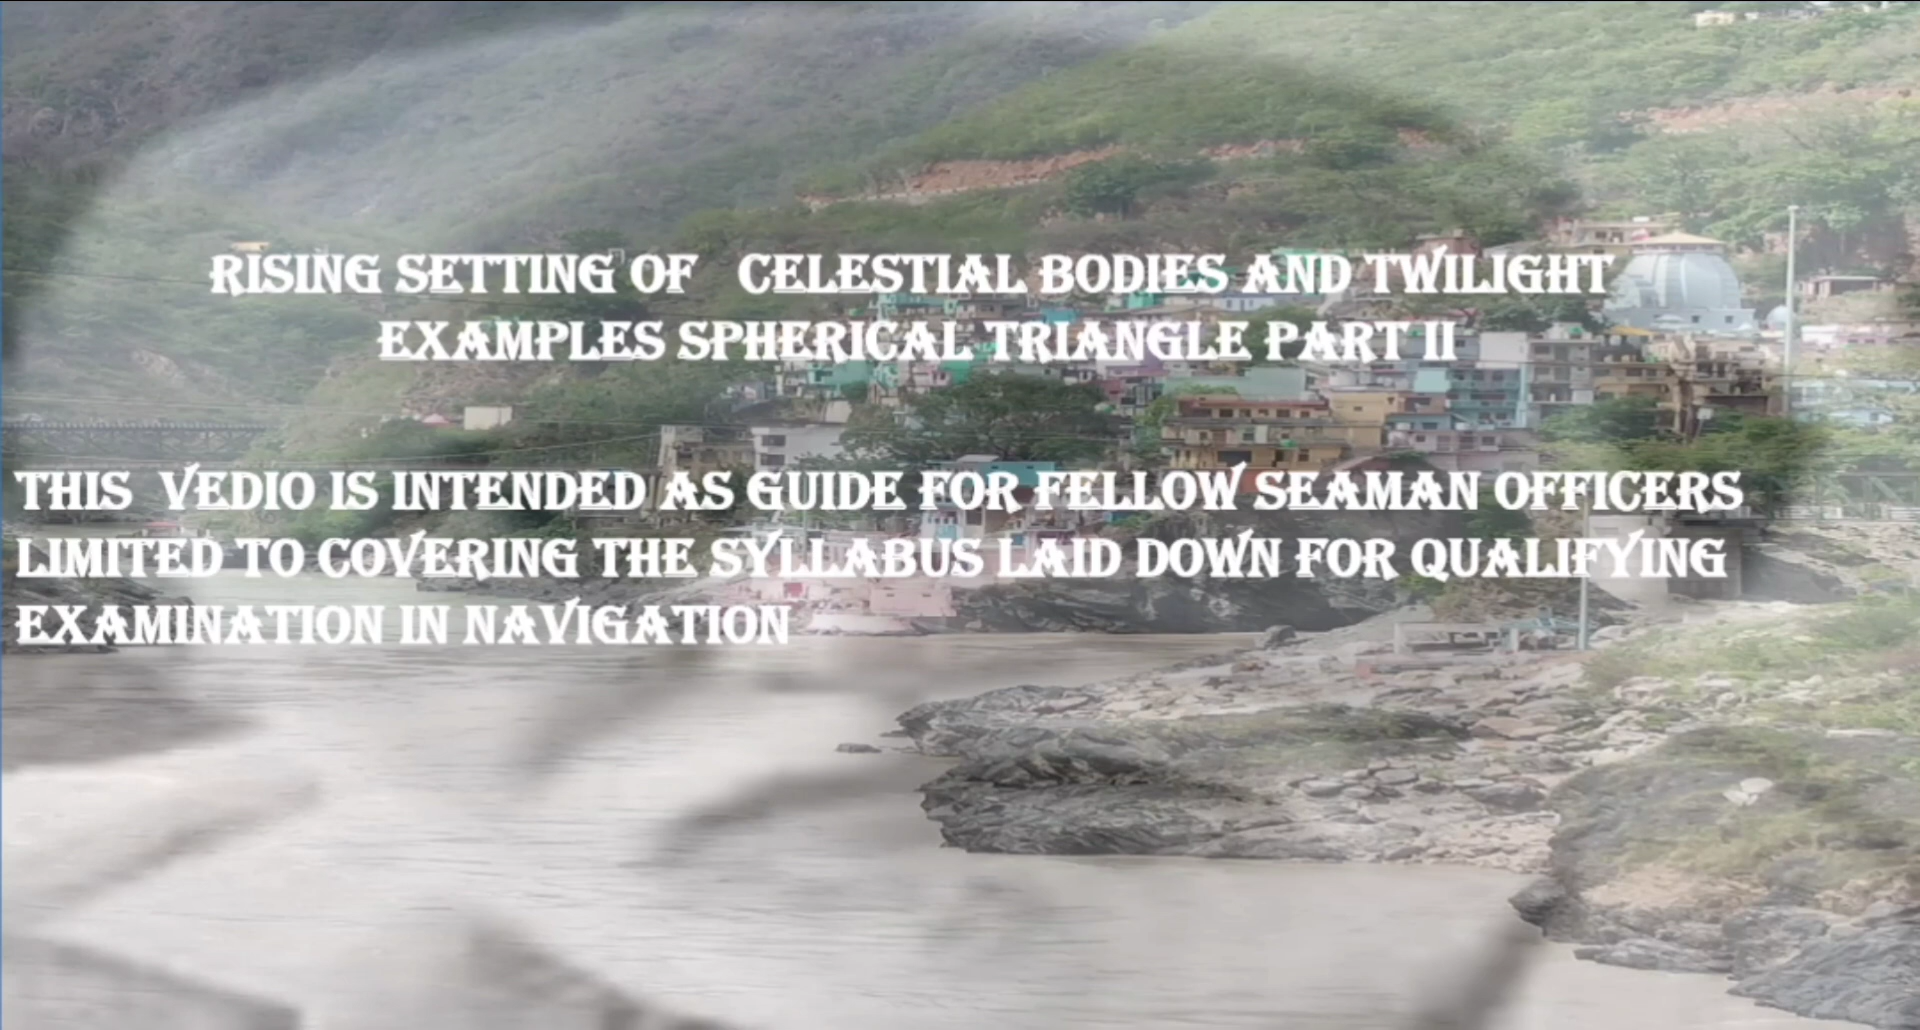 RISING SETTING OF CELESTIAL BODIES AND TWILIGHT
EXAMPLES SPHERICAL TRIANGLE PART II
THIS VEDIO IS INTENDED AS GUIDE FOR FELLOW SEAMAN OFFICERS
LIMITED TO COVERING THE SYLLABUS LAID DOWN FOR QUALIFYING
EXAMINATION IN NAVIGATION